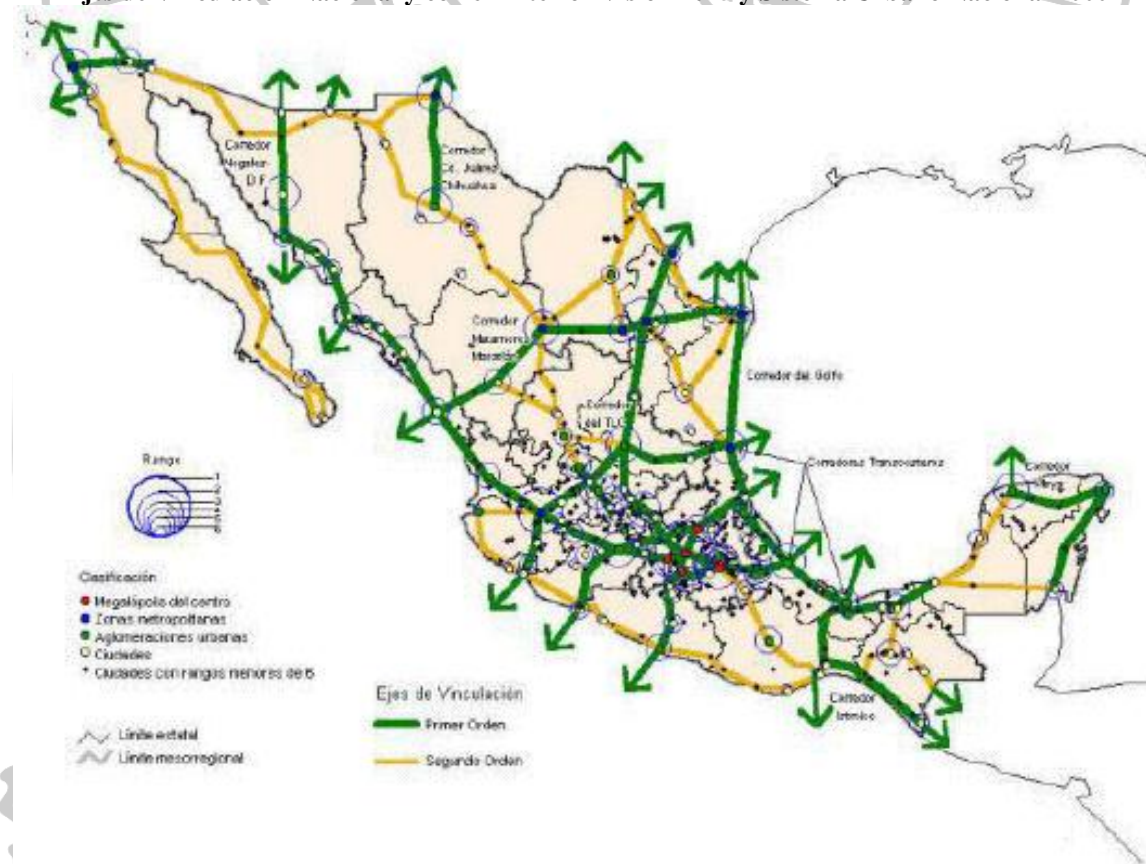 Corredor
Nogales-
D F
Corredor
Cd. Juárez
Chihuahua
Corredor
Matamoros
Mazatlán
Corredor
del TLC
Corredor del Golfo
Corredores Transversales
Corredor
Corredor
Istmico
Rango
1
Clasificación
Megalópolis del centro
Zonas metropolitanas
Aglomeraciones urbanas
Ciudades
Ciudades con rangos menores de 6
Ejes de Vinculación
Primer Orden
Segundo Orden
Límite estatal
Límite mesorregional